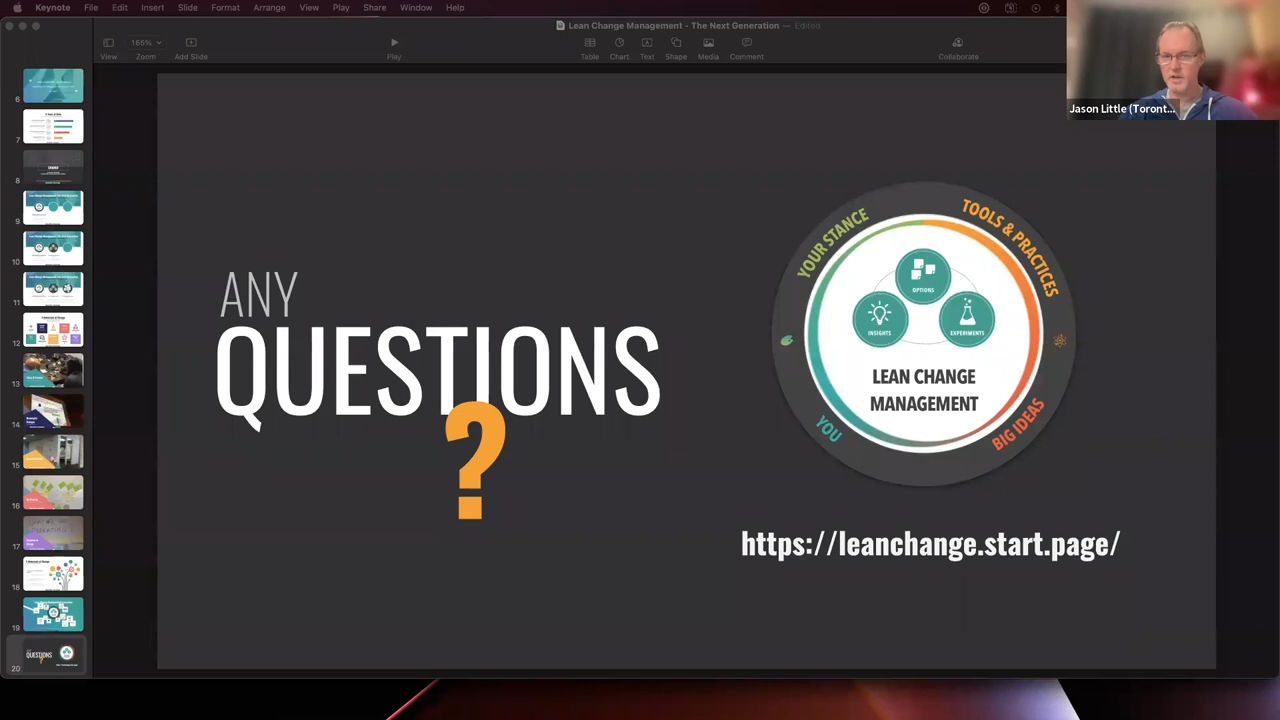 Keynote File Edit Insert Slide Format Arrange View Play Share Window Help
Lean Change Management - The Next Generation — Edited
166%
View Zoom Add Slide Play Table Chart Text Shape Media Comment Collaborate
Jason Little (Toront...
6
7
8
9
10
11
12
13
14
15
16
17
18
19
20
QUESTIONS
ANY
QUESTIONS
?
YOUR STANCE
TOOLS & PRACTICES
OPTIONS
INSIGHTS
EXPERIMENTS
LEAN CHANGE
MANAGEMENT
YOU
BIG IDEAS
https://leanchange.start.page/